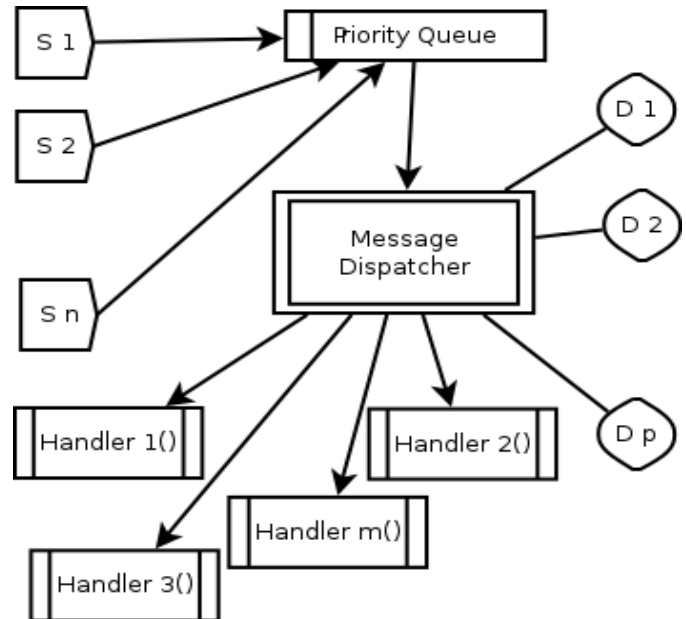 S 1
Priority Queue
S 2
D 1
D 2
Message
Dispatcher
S n
Handler 1()
Handler 2()
D p
Handler m()
Handler 3()